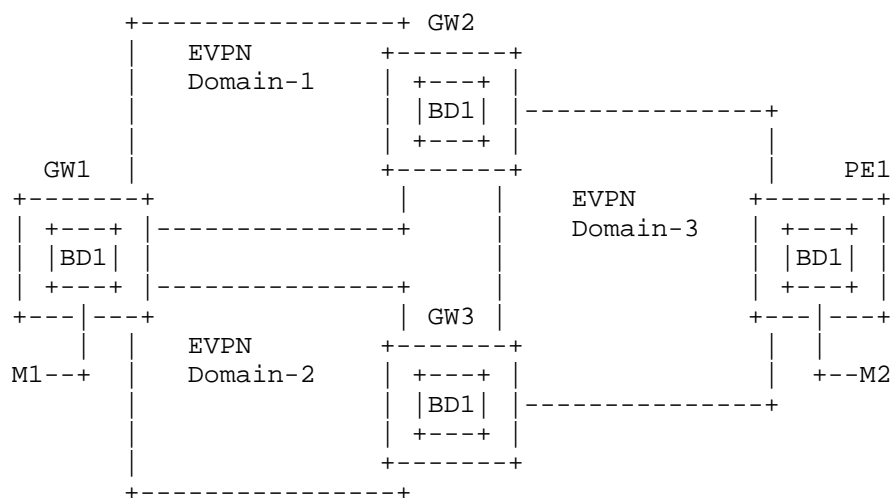 GW2
EVPN
Domain-1
BD1
GW1
EVPN
Domain-3
PE1
BD1
BD1
GW3
M1
EVPN
Domain-2
M2
BD1